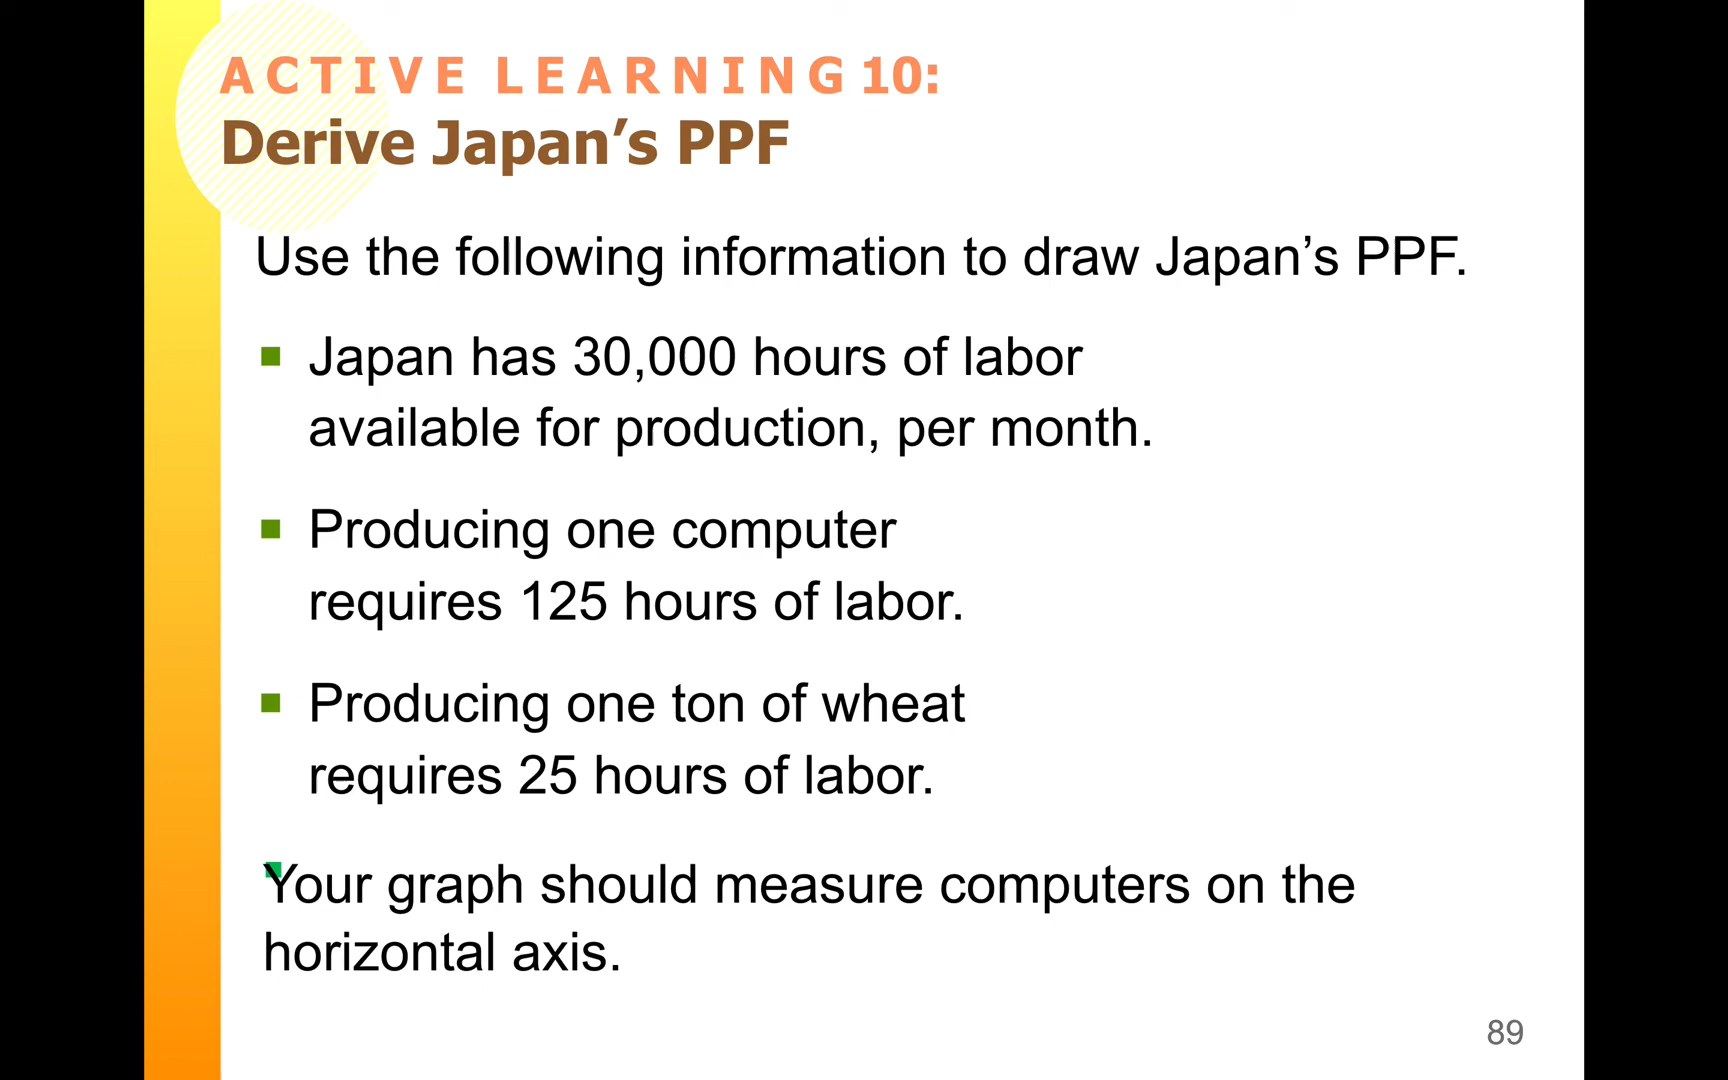 ACTIVE LEARNING 10:
Derive Japan’s PPF
Use the following information to draw Japan’s PPF.
Japan has 30,000 hours of labor
available for production, per month.
Producing one computer
requires 125 hours of labor.
Producing one ton of wheat
requires 25 hours of labor.
Your graph should measure computers on the
horizontal axis.
89